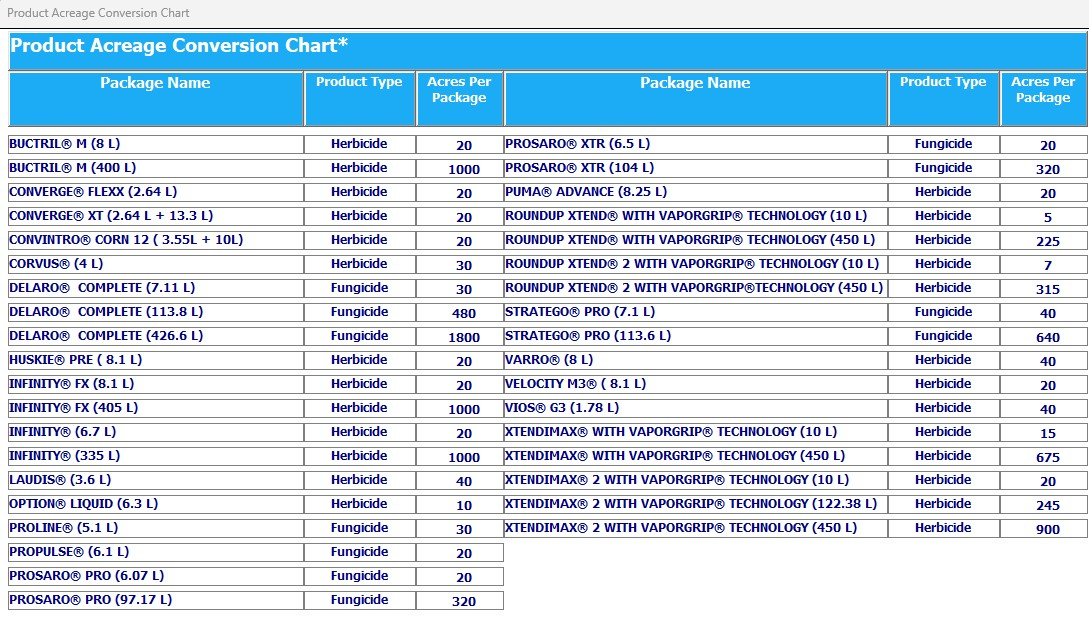 Product Acreage Conversion Chart
Product Acreage Conversion Chart*
Package Name Product Type Acres Per Package Package Name Product Type Acres Per Package
BUCTRIL® M (8 L) Herbicide 20 PROSARO® XTR (6.5 L) Fungicide 20
BUCTRIL® M (400 L) Herbicide 1000 PROSARO® XTR (104 L) Fungicide 320
CONVERGE® FLEXX (2.64 L) Herbicide 20 PUMA® ADVANCE (8.25 L) Herbicide 20
CONVERGE® XT (2.64 L + 13.3 L) Herbicide 20 ROUNDUP XTEND® WITH VAPORGRIP® TECHNOLOGY (10 L) Herbicide 5
CONVINTRO® CORN 12 ( 3.55L + 10L) Herbicide 20 ROUNDUP XTEND® WITH VAPORGRIP® TECHNOLOGY (450 L) Herbicide 225
CORVUS® (4 L) Herbicide 30 ROUNDUP XTEND® 2 WITH VAPORGRIP® TECHNOLOGY (10 L) Herbicide 7
DELARO®  COMPLETE (7.11 L) Fungicide 30 ROUNDUP XTEND® 2 WITH VAPORGRIP®TECHNOLOGY (450 L) Herbicide 315
DELARO®  COMPLETE (113.8 L) Fungicide 480 STRATEGO® PRO (7.1 L) Fungicide 40
DELARO®  COMPLETE (426.6 L) Fungicide 1800 STRATEGO® PRO (113.6 L) Fungicide 640
HUSKIE® PRE ( 8.1 L) Herbicide 20 VARRO® (8 L) Herbicide 40
INFINITY® FX (8.1 L) Herbicide 20 VELOCITY M3® ( 8.1 L) Herbicide 20
INFINITY® FX (405 L) Herbicide 1000 VIOS® G3 (1.78 L) Herbicide 40
INFINITY® (6.7 L) Herbicide 20 XTENDIMAX® WITH VAPORGRIP® TECHNOLOGY (10 L) Herbicide 15
INFINITY® (335 L) Herbicide 1000 XTENDIMAX® WITH VAPORGRIP® TECHNOLOGY (450 L) Herbicide 675
LAUDIS® (3.6 L) Herbicide 40 XTENDIMAX® 2 WITH VAPORGRIP® TECHNOLOGY (10 L) Herbicide 20
OPTION® LIQUID (6.3 L) Herbicide 10 XTENDIMAX® 2 WITH VAPORGRIP® TECHNOLOGY (122.38 L) Herbicide 245
PROLINE® (5.1 L) Fungicide 30 XTENDIMAX® 2 WITH VAPORGRIP® TECHNOLOGY (450 L) Herbicide 900
PROPULSE® (6.1 L) Fungicide 20
PROSARO® PRO (6.07 L) Fungicide 20
PROSARO® PRO (97.17 L) Fungicide 320